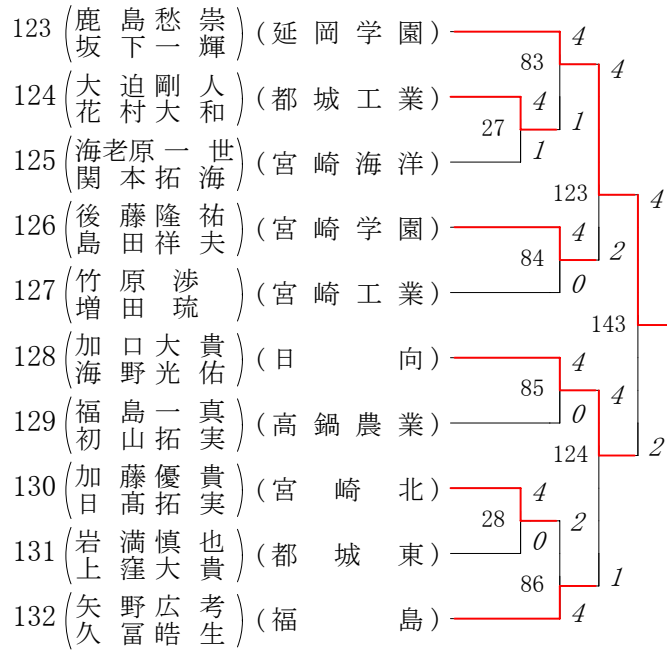 123 (鹿島愁崇 坂下一輝) (延岡学園) 4
83 4
124 (大迫剛人 花村大和) (都城工業) 4 1
27
125 (海老原一世 関本拓海) (宮崎海洋) 1
123 4
126 (後藤隆祐 島田祥夫) (宮崎学園) 4 2
84
127 (竹原渉 増田琉) (宮崎工業) 0
143
128 (加口大貴 海野光佑) (日向) 4
85 4
129 (福島一真 初山拓実) (高鍋農業) 0
124 2
130 (加藤優貴 日髙拓実) (宮崎北) 4
28 2
131 (岩満慎也 上窪大貴) (都城東) 0
86 1
132 (矢野広考 久冨皓生) (福島) 4